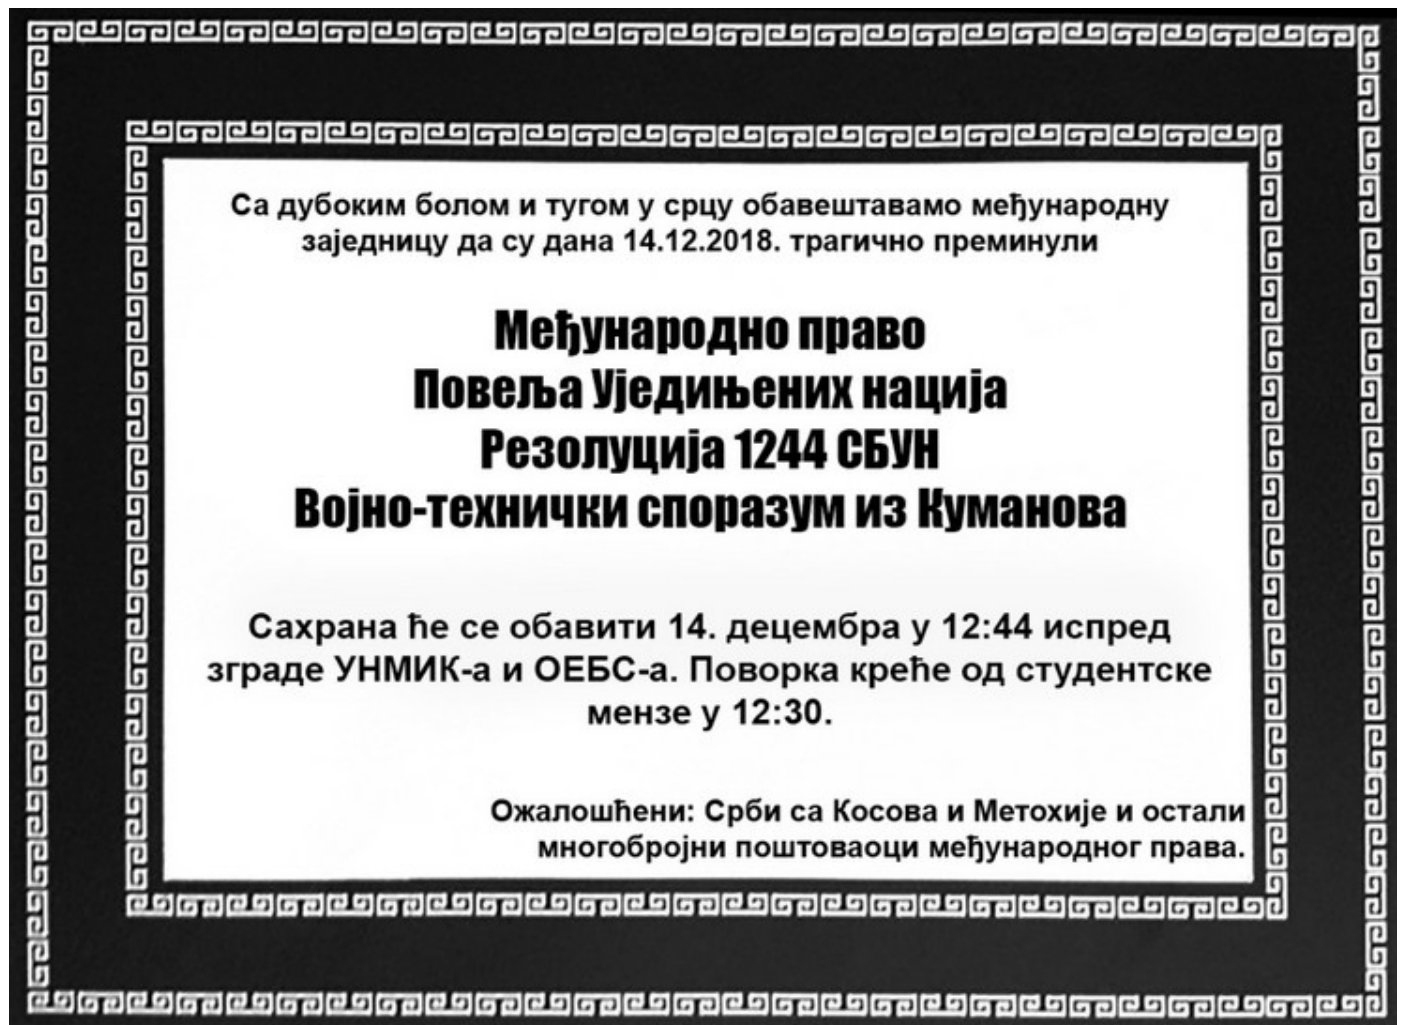 Са дубоким болом и тугом у срцу обавештавамо међународну
заједницу да су дана 14.12.2018. трагично преминули
Међународно право
Повеља Уједињених нација
Резолуција 1244 СБУН
Војно-технички споразум из Куманова
Сахрана ће се обавити 14. децембра у 12:44 испред
зграде УНМИК-а и ОЕБС-а. Поворка креће од студентске
мензе у 12:30.
Ожалошћени: Срби са Косова и Метохије и остали
многобројни поштоваоци међународног права.